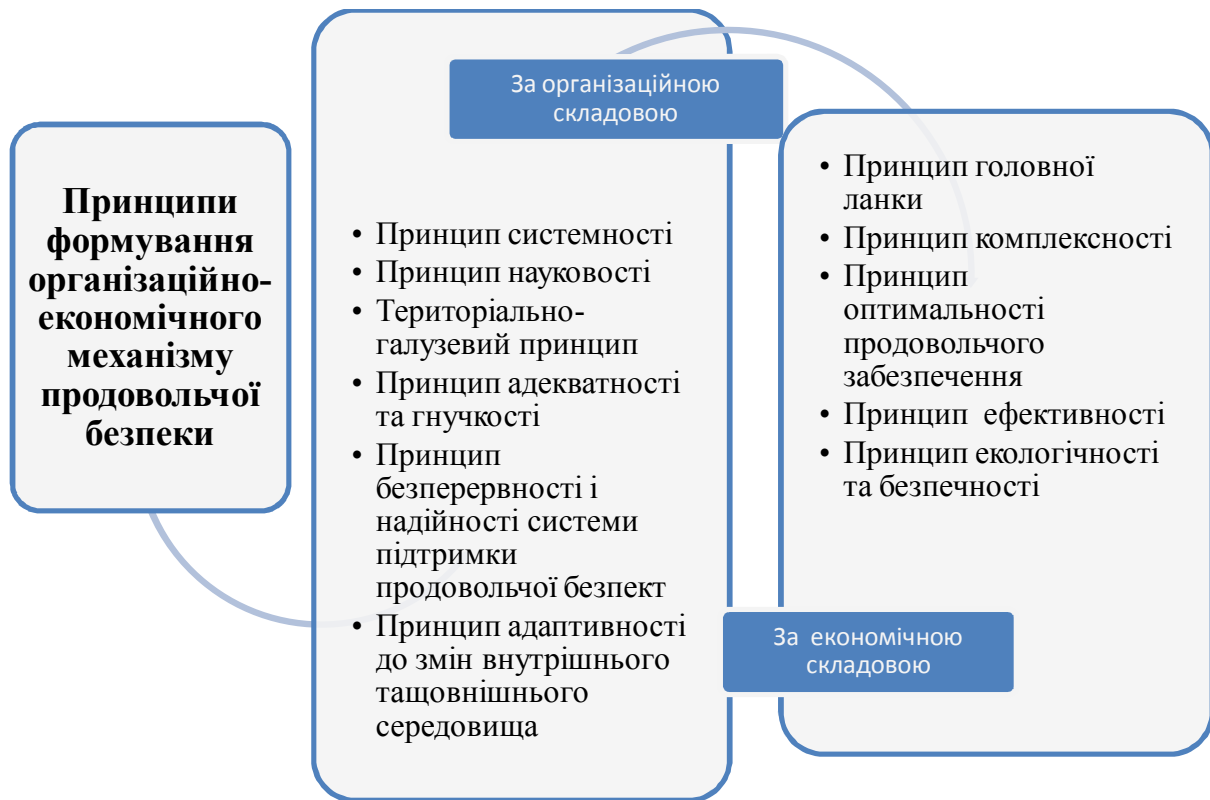 Принципи
формування
організаційно-
економічного
механізму
продовольчої
безпеки
За організаційною
складовою
• Принцип системності
• Принцип науковості
• Територіально-
галузевий принцип
• Принцип адекватності
та гнучкості
• Принцип
безперервності і
надійності системи
підтримки
продовольчої безпект
• Принцип адаптивності
до змін внутрішнього
тащовнішнього
середовища
• Принцип головної
ланки
• Принцип комплексності
• Принцип
оптимальності
продовольчого
забезпечення
• Принцип ефективності
• Принцип екологічності
та безпечності
За економічною
складовою